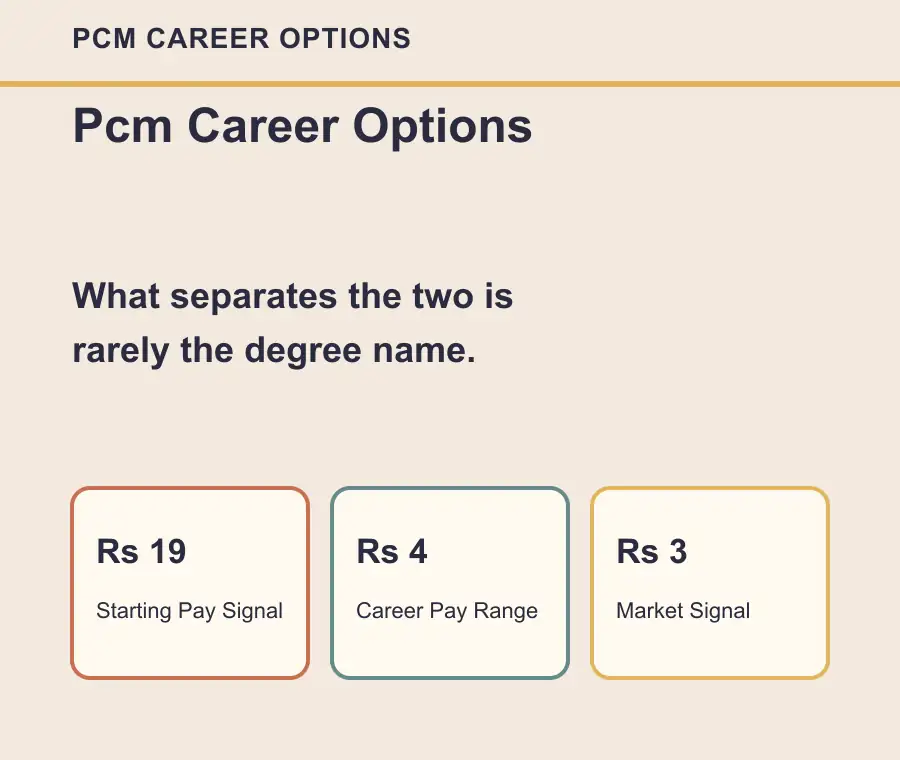 PCM CAREER OPTIONS
Pcm Career Options
What separates the two is
rarely the degree name.
Rs 19
Starting Pay Signal
Rs 4
Career Pay Range
Rs 3
Market Signal